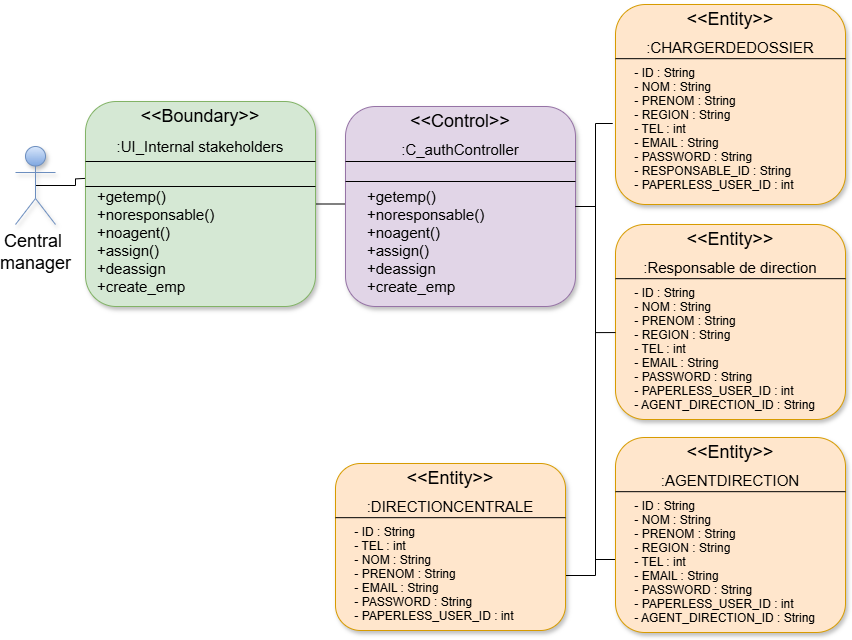 Central
manager
<<Boundary>>
:UI_Internal stakeholders
+getemp()
+noresponsable()
+noagent()
+assign()
+deassign
+create_emp
<<Control>>
:C_authController
+getemp()
+noresponsable()
+noagent()
+assign()
+deassign
+create_emp
<<Entity>>
:CHARGERDEDOSSIER
- ID : String
- NOM : String
- PRENOM : String
- REGION : String
- TEL : int
- EMAIL : String
- PASSWORD : String
- RESPONSABLE_ID : String
- PAPERLESS_USER_ID : int
<<Entity>>
:Responsable de direction
- ID : String
- NOM : String
- PRENOM : String
- REGION : String
- TEL : int
- EMAIL : String
- PASSWORD : String
- PAPERLESS_USER_ID : int
- AGENT_DIRECTION_ID : String
<<Entity>>
:DIRECTIONCENTRALE
- ID : String
- TEL : int
- NOM : String
- PRENOM : String
- EMAIL : String
- PASSWORD : String
- PAPERLESS_USER_ID : int
<<Entity>>
:AGENTDIRECTION
- ID : String
- NOM : String
- PRENOM : String
- REGION : String
- TEL : int
- EMAIL : String
- PASSWORD : String
- PAPERLESS_USER_ID : int
- AGENT_DIRECTION_ID : String